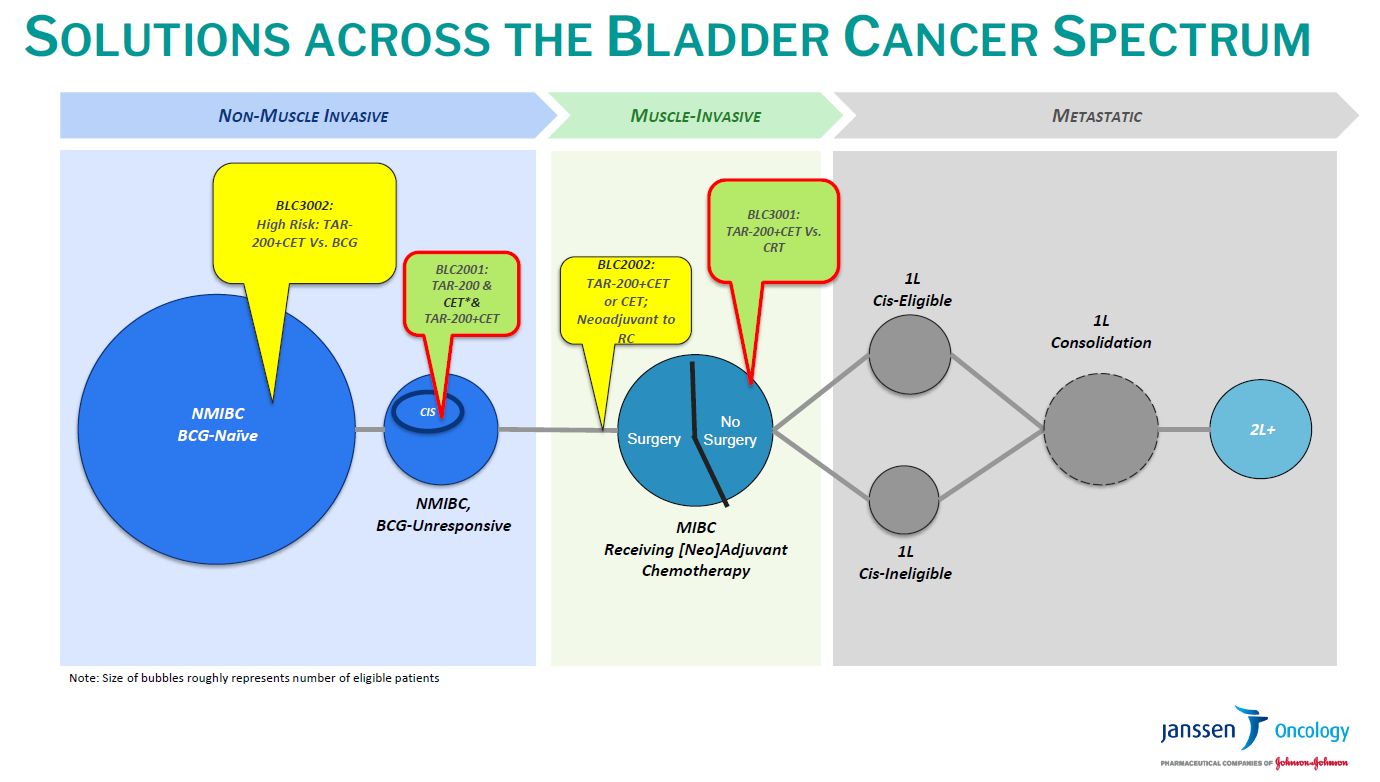 SOLUTIONS ACROSS THE BLADDER CANCER SPECTRUM
NON-MUSCLE INVASIVE
MUSCLE-INVASIVE
METASTATIC
BLC3002:
High Risk: TAR-
200+CET Vs. BCG
BLC2001:
TAR-200 &
CET*&
TAR-200+CET
BLC2002:
TAR-200+CET
or CET;
Neoadjuvant to
RC
BLC3001:
TAR-200+CET Vs.
CRT
NMIBC
BCG-Naïve
CIS
NMIBC,
BCG-Unresponsive
Surgery
No
Surgery
MIBC
Receiving [Neo]Adjuvant
Chemotherapy
1L
Cis-Eligible
1L
Cis-Ineligible
1L
Consolidation
2L+
Note: Size of bubbles roughly represents number of eligible patients
janssen Oncology
PHARMACEUTICAL COMPANIES OF Johnson & Johnson